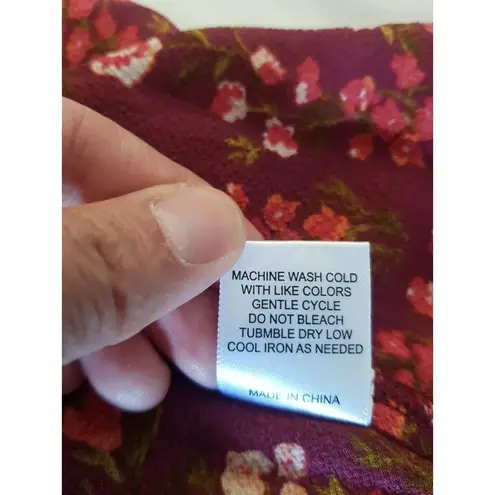 MACHINE WASH COLD
WITH LIKE COLORS
GENTLE CYCLE
DO NOT BLEACH
TUBMBLE DRY LOW
COOL IRON AS NEEDED
MADE IN CHINA